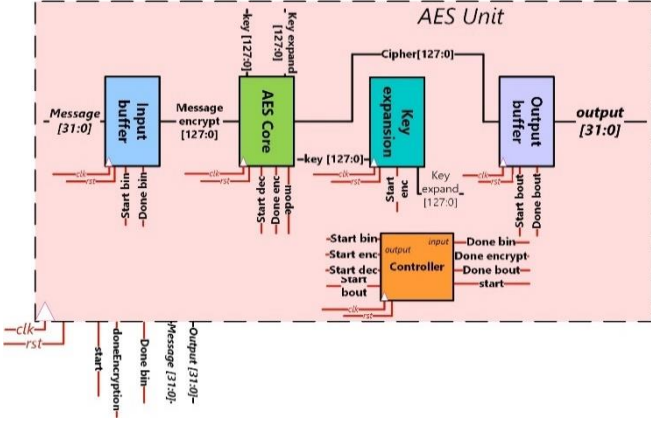 AES Unit
key [127:0]
Key expand
[127:0]
Cipher[127:0]
Message
[31:0]
Input
buffer
Message
encrypt
[127:0]
AES Core
Key
expansion
Output
buffer
output
[31:0]
key [127:0]
clk
rst
Start bin
Done bin
clk
rst
Start dec
Done enc
mode
clk
rst
Start
enc
Key
expand
[127:0]
clk
rst
Start bout
Done bout
Start bin
Start enc
Start dec
Start
bout
output
input
Controller
Done bin
Done encrypt
Done bout
start
clk
rst
clk
rst
start
doneEncryption
Done bin
Message [31:0]
Output [31:0]